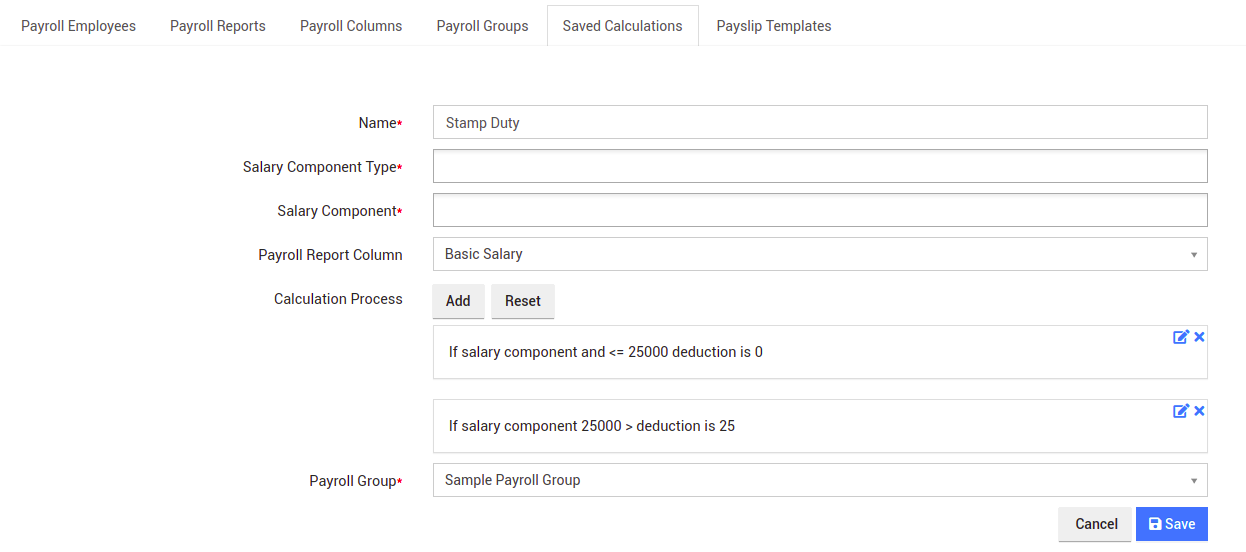 Payroll Employees Payroll Reports Payroll Columns Payroll Groups Saved Calculations Payslip Templates
Name* Stamp Duty
Salary Component Type*
Salary Component*
Payroll Report Column Basic Salary
Calculation Process Add Reset
If salary component and <= 25000 deduction is 0
If salary component 25000 > deduction is 25
Payroll Group* Sample Payroll Group
Cancel Save